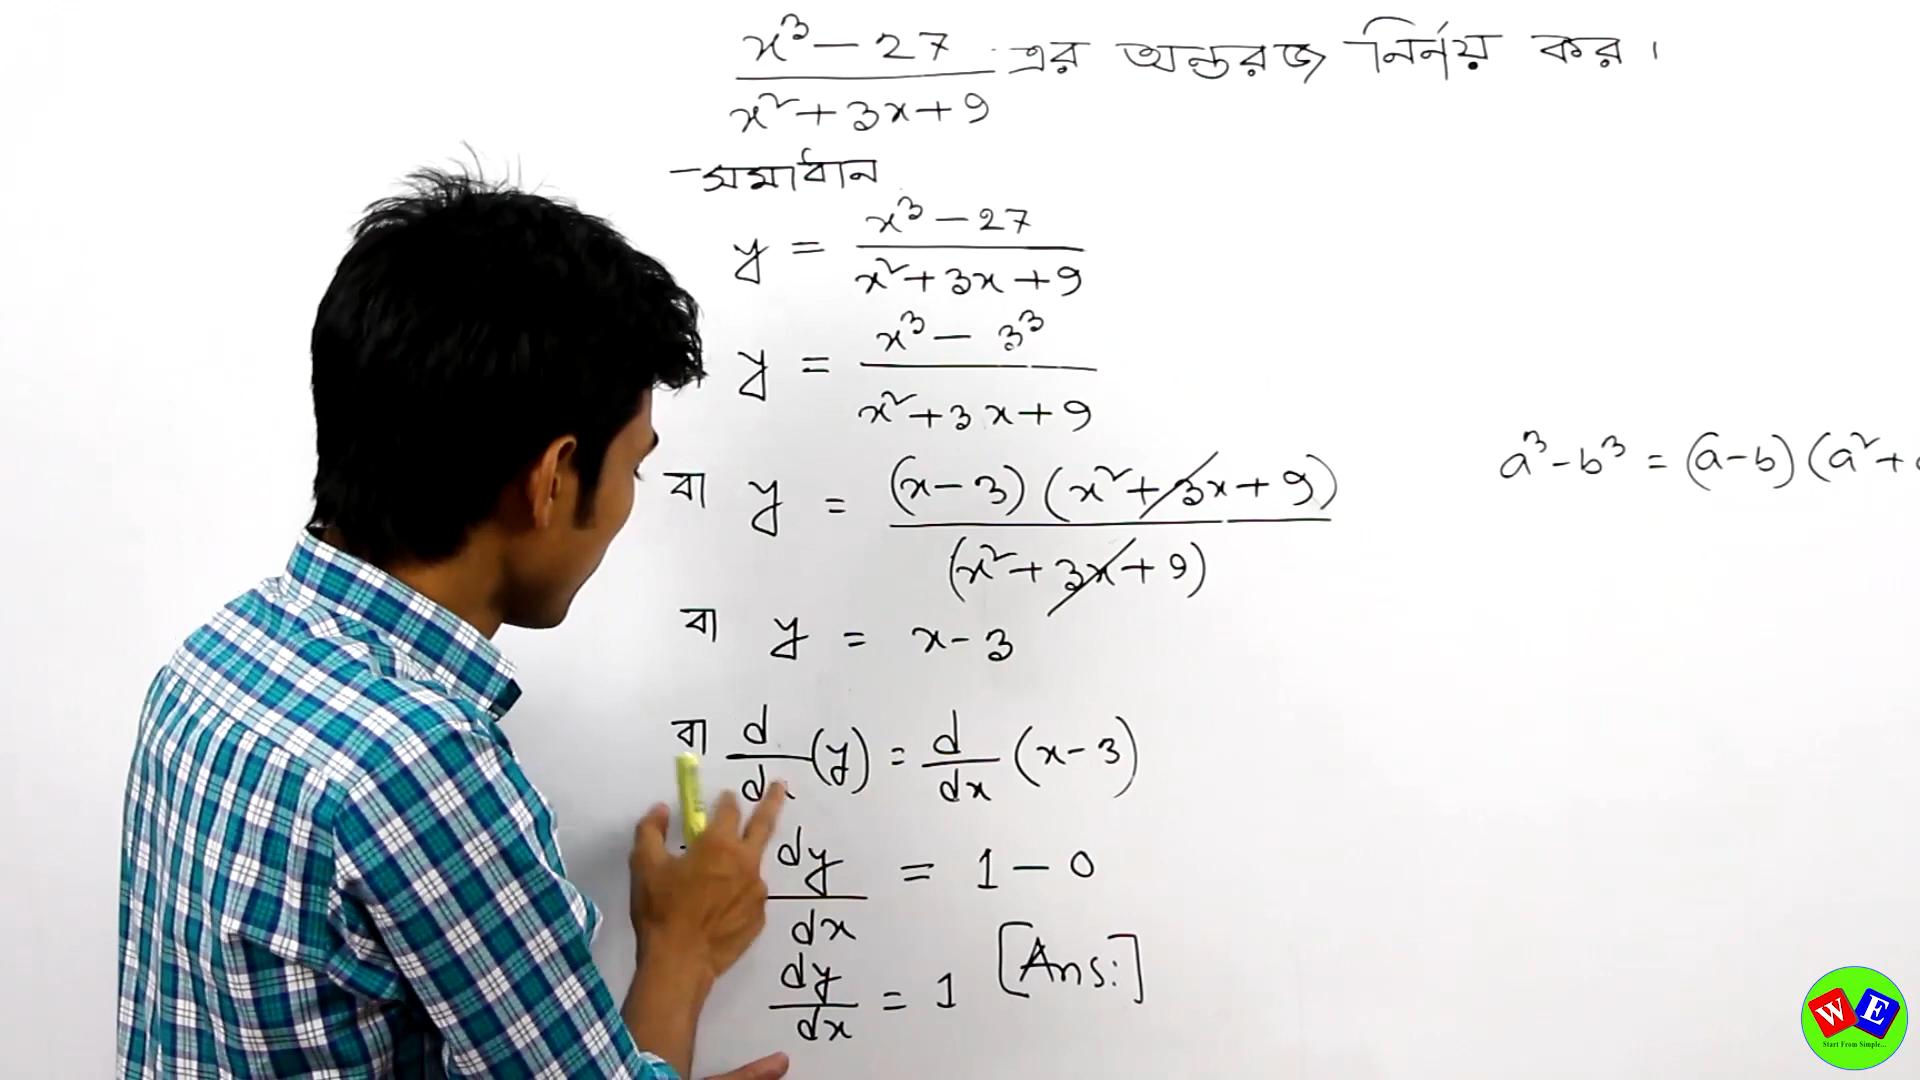 x³ - 27 / x² + 3x + 9 এর অন্তরজ নির্নয় কর।
সমাধান
y = x³ - 27 / x² + 3x + 9
y = x³ - 3³ / x² + 3x + 9
বা y = (x - 3) (x² + 3x + 9) / (x² + 3x + 9)
a³ - b³ = (a - b) (a² +
বা y = x - 3
বা d/dx (y) = d/dx (x - 3)
dy/dx = 1 - 0
dy/dx = 1 [Ans:]
WE
Start From Simple...